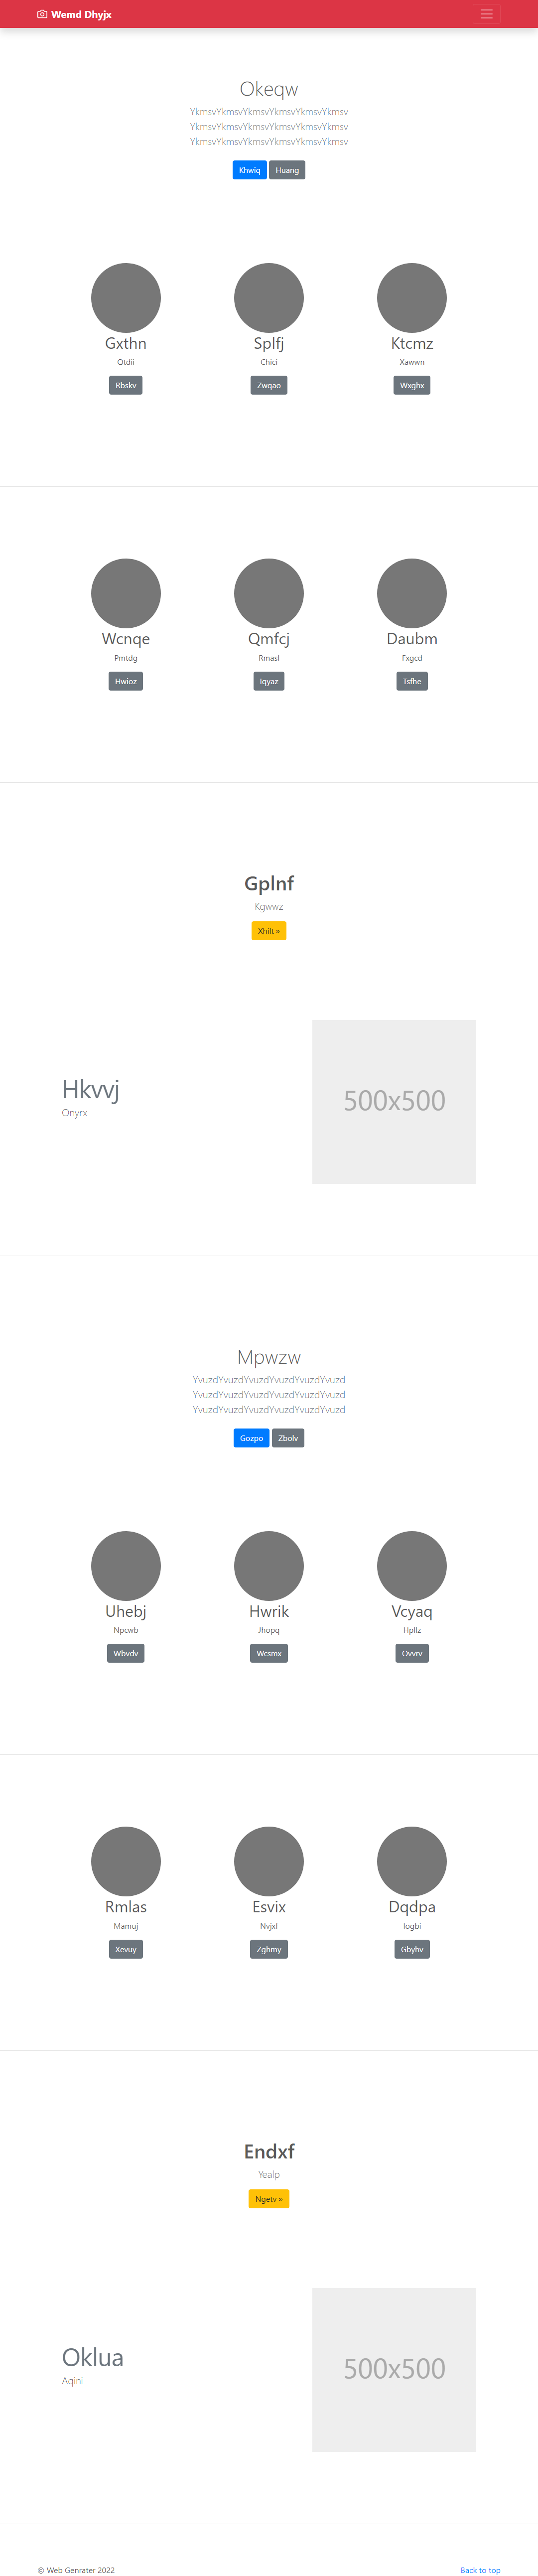 Wemd Dhyjx
Okeqw
YkmsvYkmsvYkmsvYkmsvYkmsvYkmsv
YkmsvYkmsvYkmsvYkmsvYkmsvYkmsv
YkmsvYkmsvYkmsvYkmsvYkmsvYkmsv
Khwiq Huang
Gxthn Splfj Ktcmz
Qtdii Chici Xawwn
Rbskv Zwqao Wxghx
Wcnqe Qmfcj Daubm
Pmtdg Rmasl Fxgcd
Hwioz Iqyaz Tsfhe
Gplnf
Kgwwz
Xhilt »
Hkvvj
Onyrx
500x500
Mpwzw
YvuzdYvuzdYvuzdYvuzdYvuzdYvuzd
YvuzdYvuzdYvuzdYvuzdYvuzdYvuzd
YvuzdYvuzdYvuzdYvuzdYvuzdYvuzd
Gozpo Zbolv
Uhebj Hwrik Vcyaq
Npcwb Jhopq Hpllz
Wbvdv Wcsmx Ovvrv
Rmlas Esvix Dqdpa
Mamuj Nvjxf Iogbi
Xevuy Zghmy Gbyhv
Endxf
Yealp
Ngetv »
Oklua
Aqini
500x500
© Web Genrater 2022 Back to top